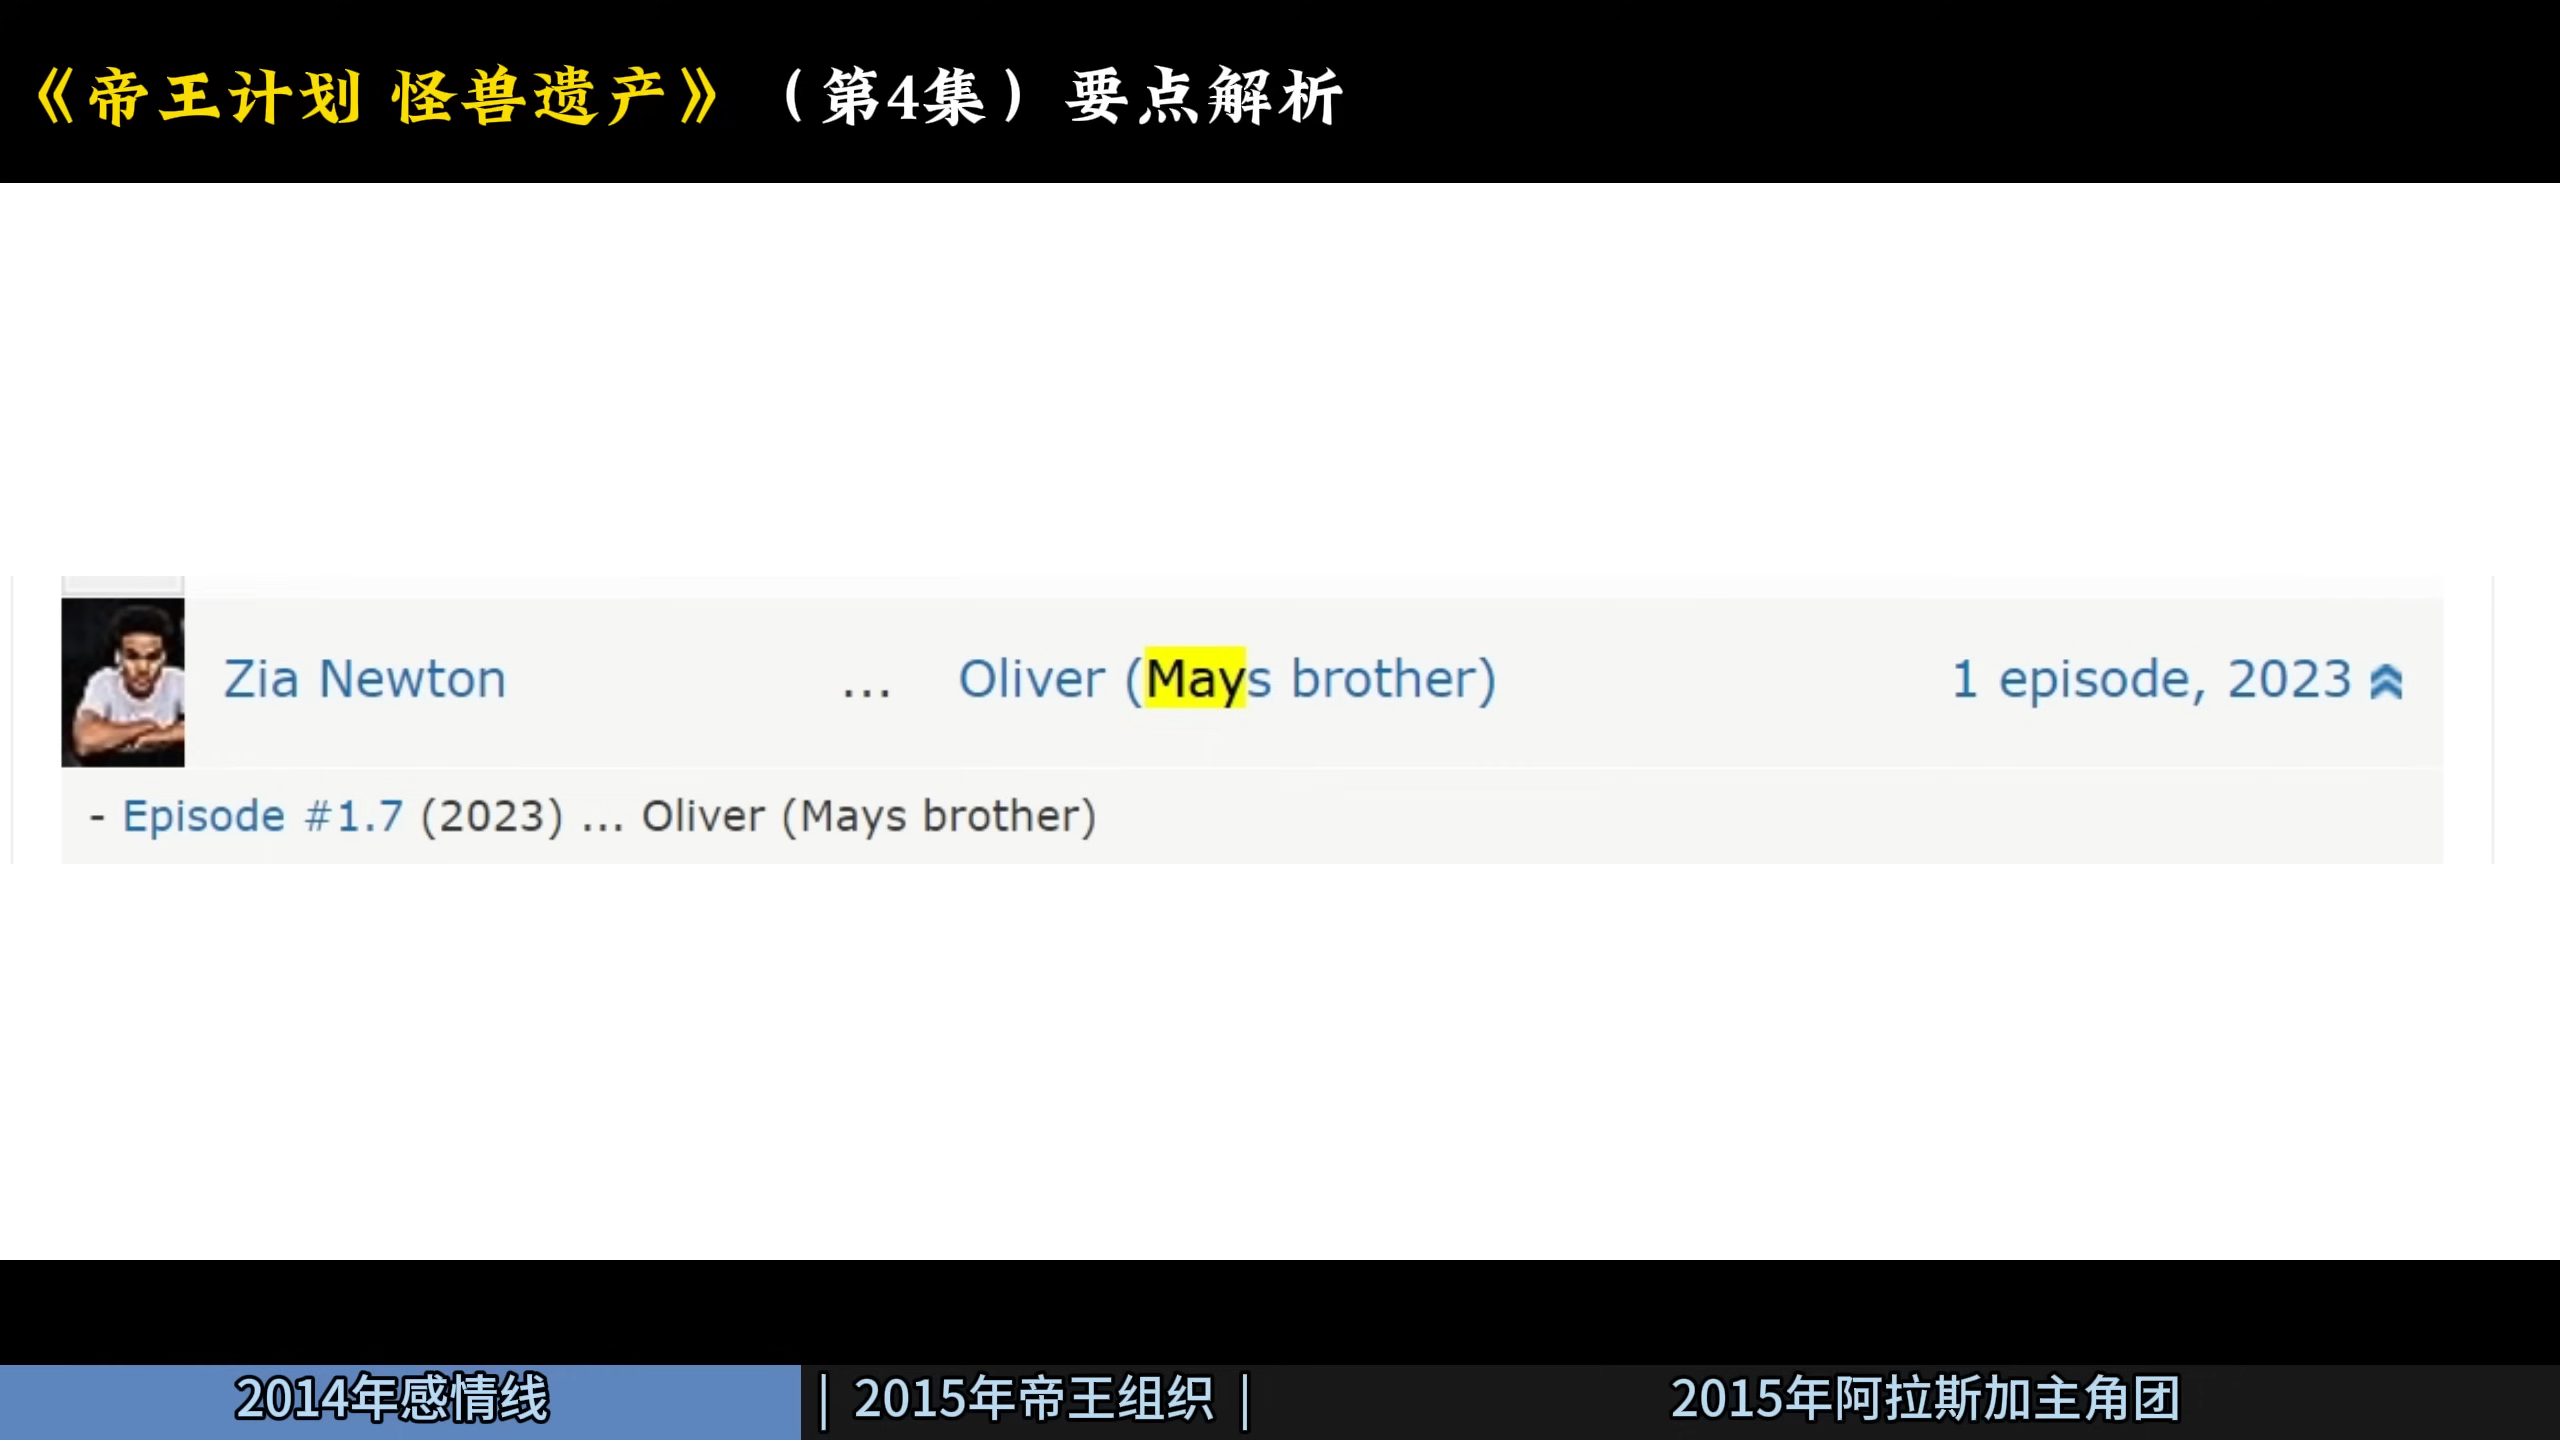 《帝王计划 怪兽遗产》（第4集）要点解析
Zia Newton ... Oliver (Mays brother) 1 episode, 2023
- Episode #1.7 (2023) ... Oliver (Mays brother)
2014年感情线 | 2015年帝王组织 | 2015年阿拉斯加主角团